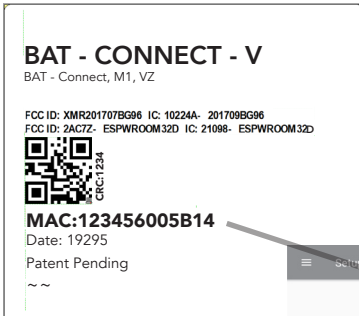 BAT - CONNECT - V
BAT - Connect, M1, VZ
FCC ID: XMR201707BG96 IC: 10224A- 201709BG96
FCC ID: 2AC7Z- ESPWROOM32D IC: 21098- ESPWROOM32D
CRC:1234
MAC:123456005B14
Date: 19295
Patent Pending
~~